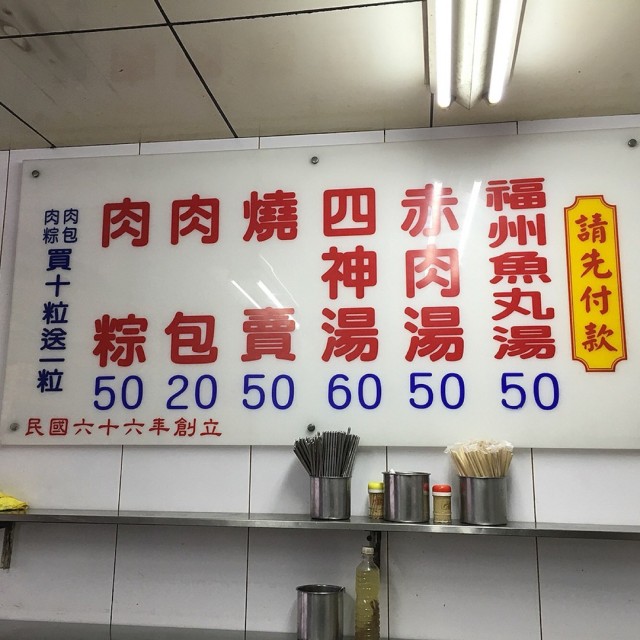 請先付款
福州魚丸湯 50
赤肉湯 50
四神湯 60
燒賣 50
肉包 20
肉粽 50
肉包
肉粽
買十粒送一粒
民國六十六年創立